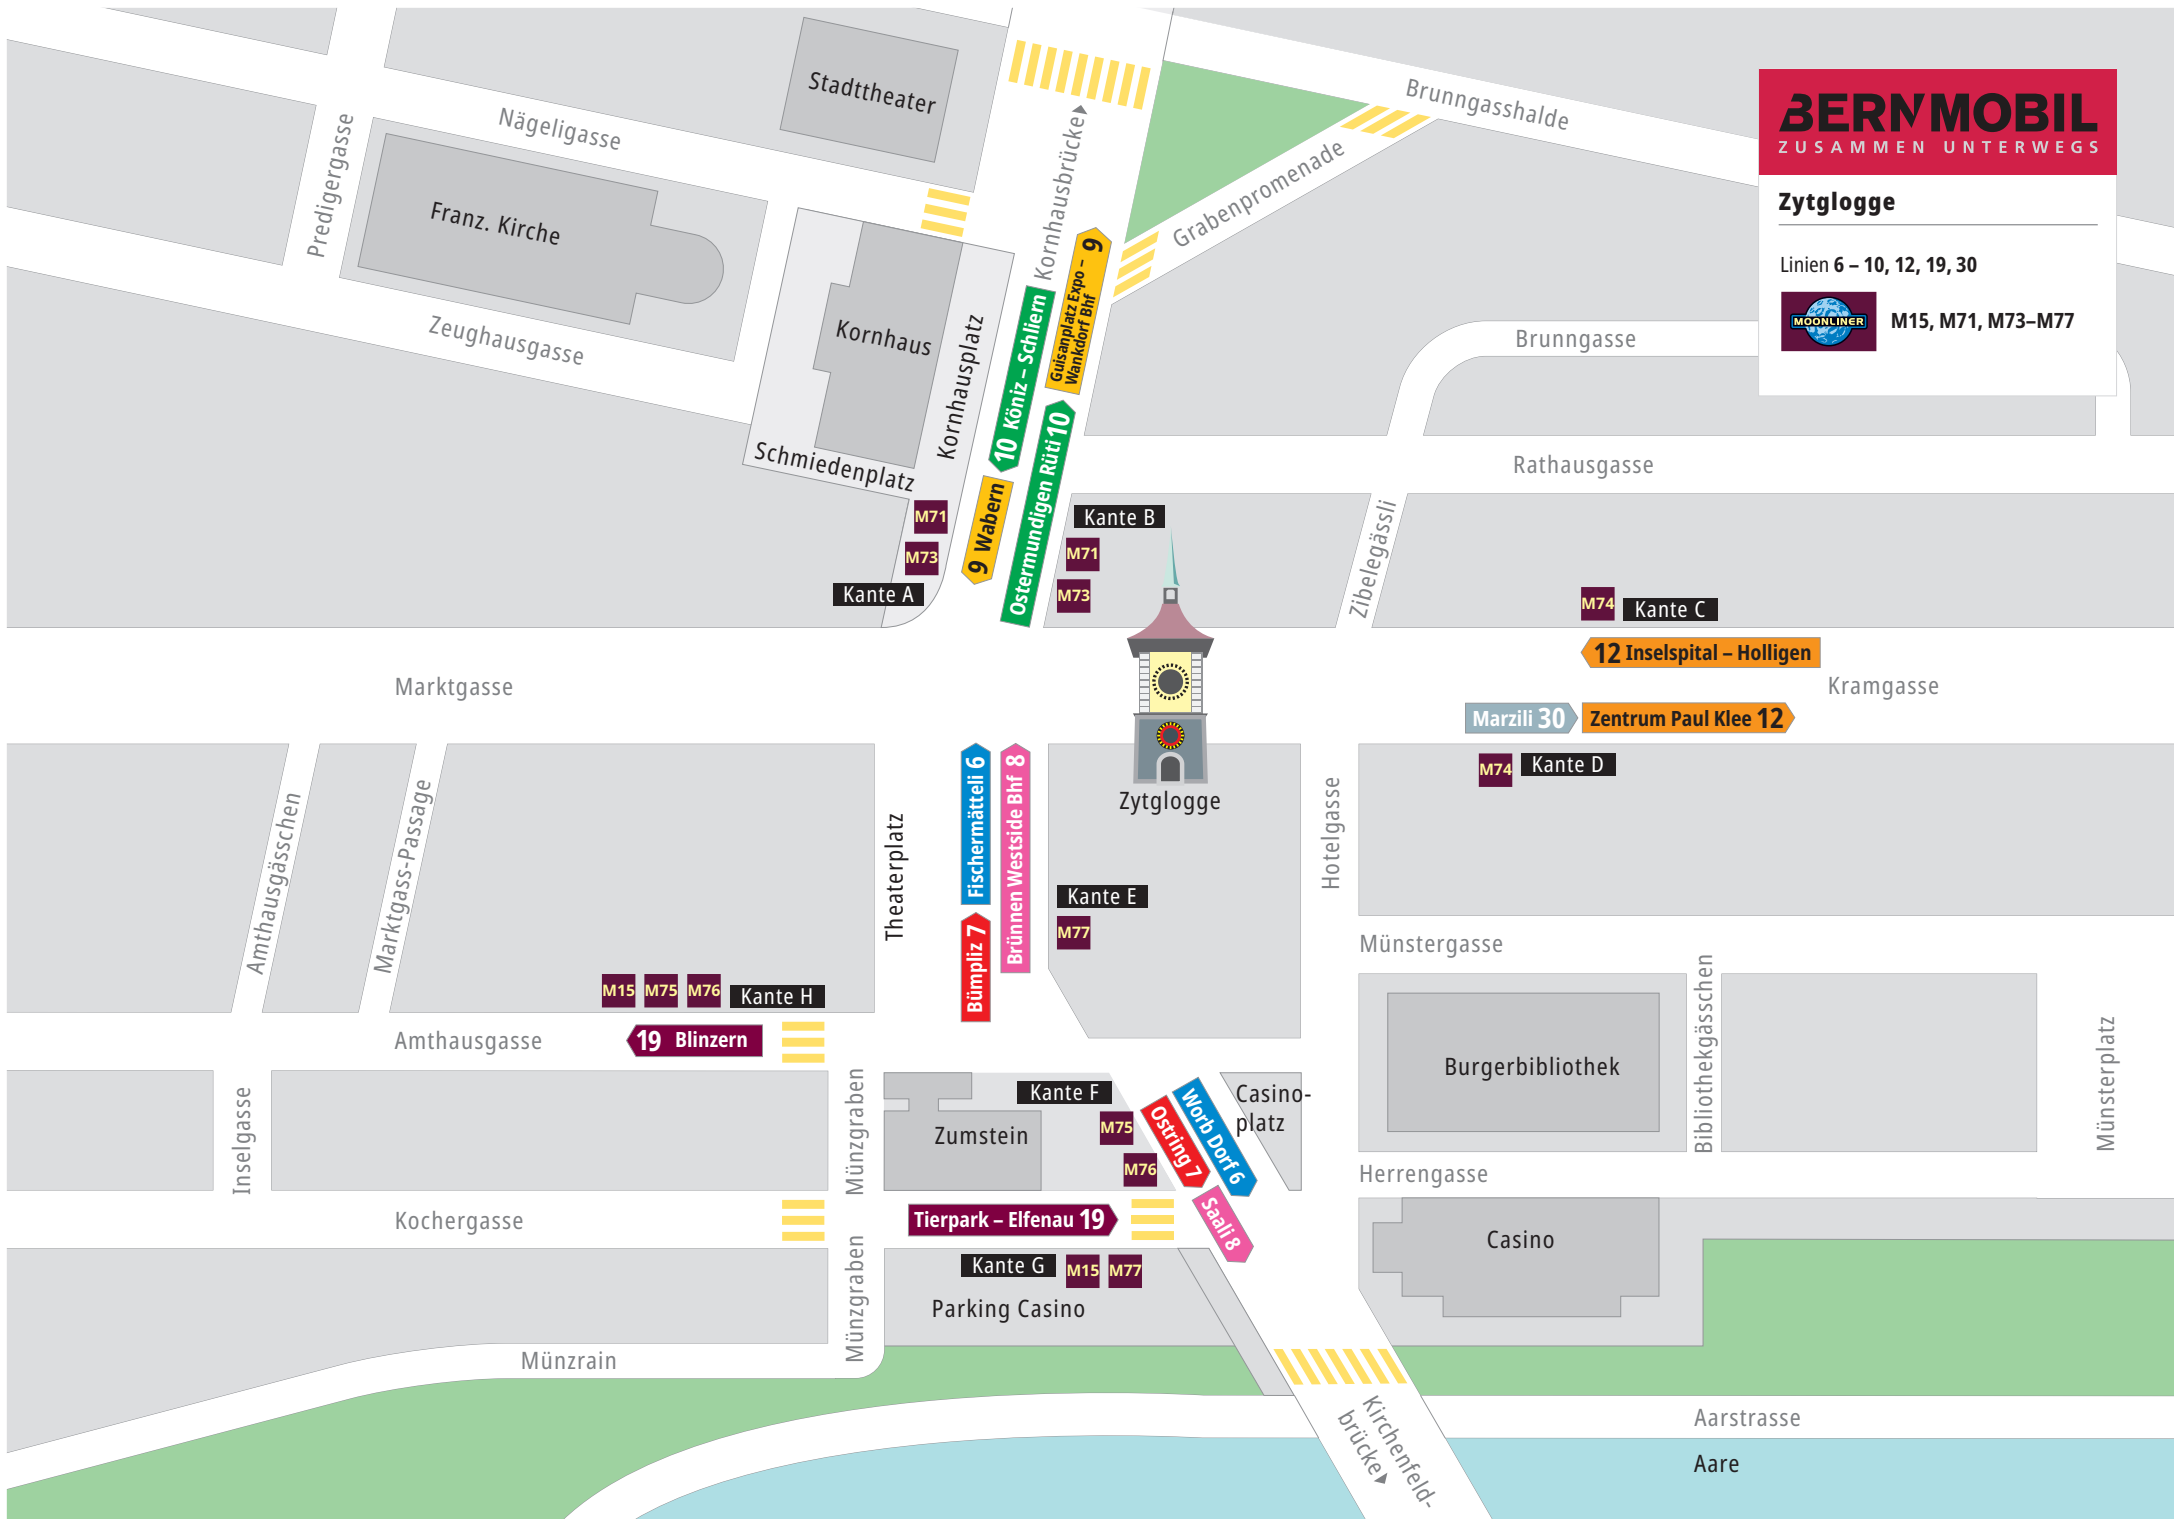 BERNMOBIL
ZUSAMMEN UNTERWEGS
Zytglogge
Linien 6 – 10, 12, 19, 30
MOONLINER
M15, M71, M73–M77
Stadttheater
Nägeligasse
Predigergasse
Franz. Kirche
Zeughausgasse
Kornhaus
Kornhausplatz
Schmiedenplatz
Kornhausbrücke
Brunngasshalde
Grabenpromenade
Brunngasse
Rathausgasse
Zibelegässli
10 Köniz – Schliern
Guisanplatz Expo –
Wankdorf Bhf
9
Ostermundigen Rüti 10
9 Wabern
M71
M73
Kante A
Kante B
M71
M73
M74
Kante C
12 Inselspital – Holligen
Kramgasse
Marzili 30
Zentrum Paul Klee 12
M74
Kante D
Marktgasse
Zytglogge
Hotelgasse
Theaterplatz
Fischermätteli 6
Brünnen Westside Bhf 8
Bümpliz 7
Kante E
M77
Amthausgässchen
Marktgass-Passage
M15
M75
M76
Kante H
19 Blinzern
Amthausgasse
Münstergasse
Burgerbibliothek
Bibliothekgässchen
Münsterplatz
Inselgasse
Münzgraben
Zumstein
Kante F
M75
M76
Ostring 7
Worb Dorf 6
Saali 8
Casino-
platz
Herrengasse
Casino
Kochergasse
Tierpark – Elfenau 19
Kante G
M15
M77
Parking Casino
Münzgraben
Münzrain
Kirchenfeld-
brücke
Aarstrasse
Aare